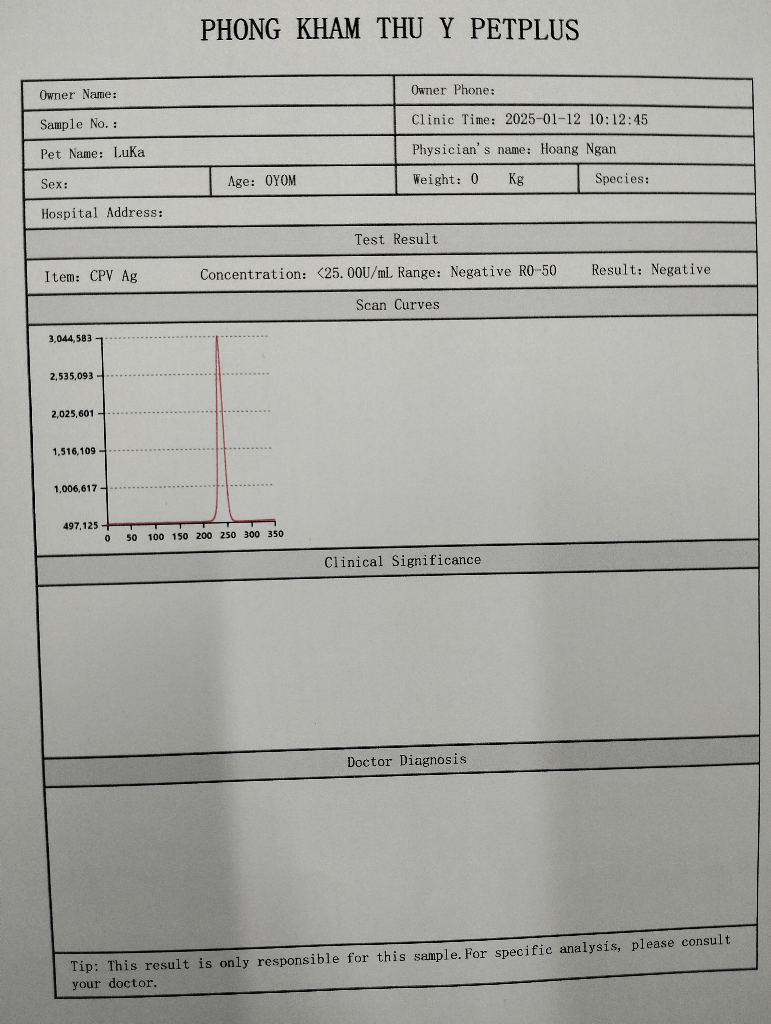 PHONG KHAM THU Y PETPLUS
Owner Name:
Owner Phone:
Sample No.:
Clinic Time: 2025-01-12 10:12:45
Pet Name: LuKa
Physician's name: Hoang Ngan
Sex:
Age: 0Y0M
Weight: 0 Kg
Species:
Hospital Address:
Test Result
Item: CPV Ag Concentration: <25.00U/mL Range: Negative R0-50 Result: Negative
Scan Curves
3,044,583
2,535,093
2,025,601
1,516,109
1,006,617
497,125
0 50 100 150 200 250 300 350
Clinical Significance
Doctor Diagnosis
Tip: This result is only responsible for this sample.For specific analysis, please consult
your doctor.